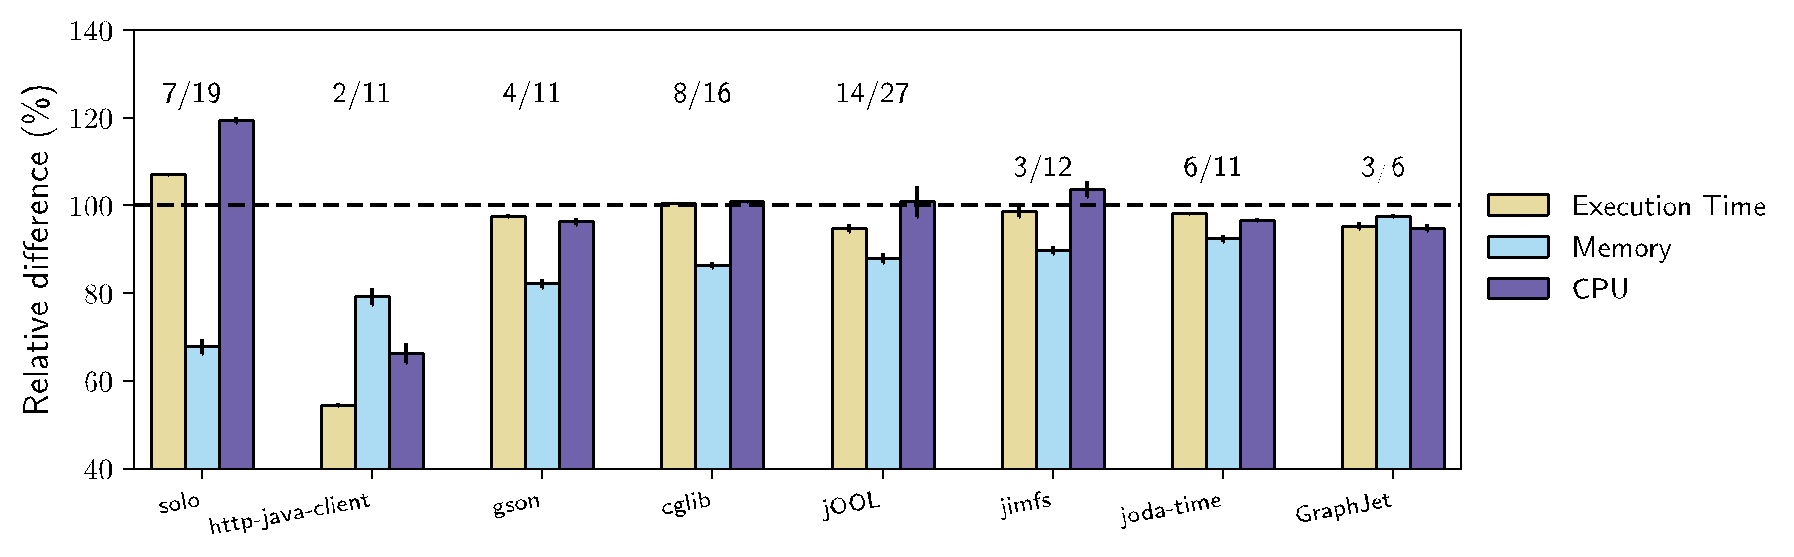 Relative difference (%)
140
120
100
80
60
40
7/19
2/11
4/11
8/16
14/27
3/12
6/11
3/6
solo
http-java-client
gson
cglib
jOOL
jimfs
joda-time
GraphJet
Execution Time
Memory
CPU